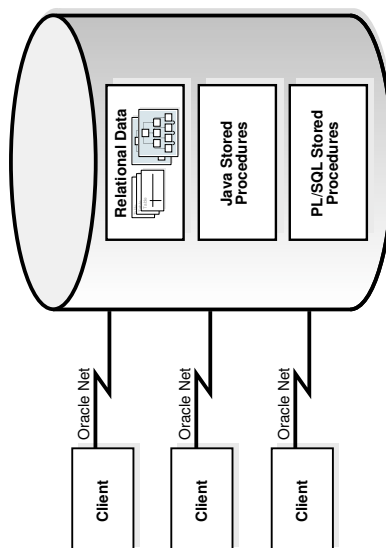 Relational Data
Java Stored
Procedures
PL/SQL Stored
Procedures
Oracle Net
Oracle Net
Oracle Net
Client
Client
Client